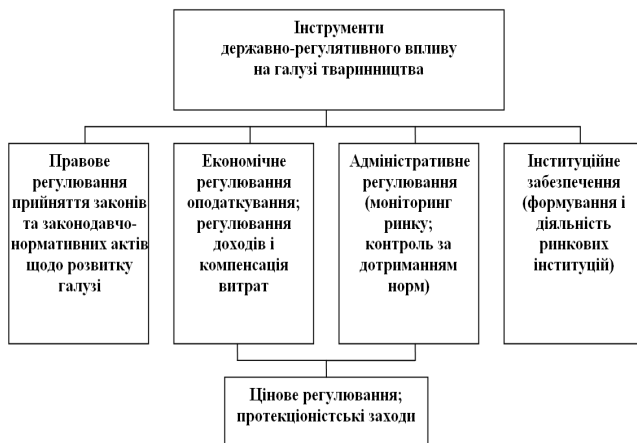 Інструменти
державно-регулятивного впливу
на галузі тваринництва
Правове
регулювання
прийняття законів
та законодавчо-
нормативних актів
щодо розвитку
галузі
Економічне
регулювання
оподаткування;
регулювання
доходів і
компенсація
витрат
Адміністративне
регулювання
(моніторинг
ринку;
контроль за
дотриманням
норм)
Інституційне
забезпечення
(формування і
діяльність
ринкових
інституцій)
Цінове регулювання;
протекціоністські заходи